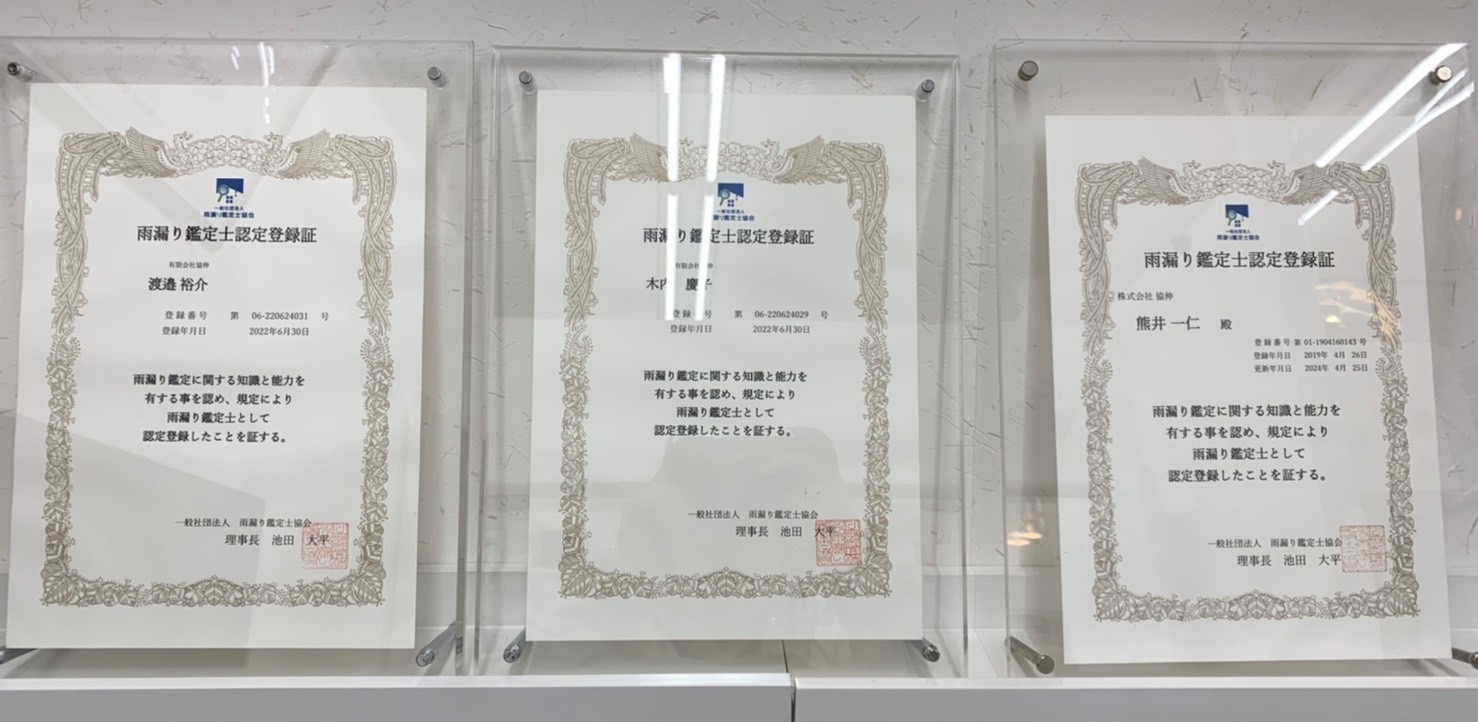 一般社団法人
雨漏り鑑定士協会
雨漏り鑑定士認定登録証
有限会社協伸
渡邉 裕介
登録番号 第 06-220624031 号
登録年月日 2022年6月30日
雨漏り鑑定に関する知識と能力を
有する事を認め、規定により
雨漏り鑑定士として
認定登録したことを証する。
一般社団法人 雨漏り鑑定士協会
理事長 池田 大平
一般社団法人
雨漏り鑑定士協会
雨漏り鑑定士認定登録証
有限会社協伸
木内 慶子
登録番号 第 06-220624029 号
登録年月日 2022年6月30日
雨漏り鑑定に関する知識と能力を
有する事を認め、規定により
雨漏り鑑定士として
認定登録したことを証する。
一般社団法人 雨漏り鑑定士協会
理事長 池田 大平
一般社団法人
雨漏り鑑定士協会
雨漏り鑑定士認定登録証
株式会社 協伸
熊井 一仁 殿
登録番号 第 01-1904160143 号
登録年月日 2019年 4月 26日
更新年月日 2024年 4月 25日
雨漏り鑑定に関する知識と能力を
有する事を認め、規定により
雨漏り鑑定士として
認定登録したことを証する。
一般社団法人 雨漏り鑑定士協会
理事長 池田 大平